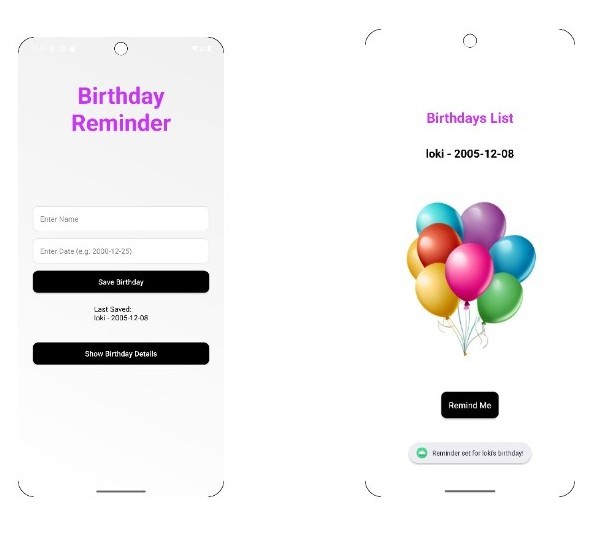 Birthday
Reminder
Enter Name
Enter Date (e.g. 2000-12-25)
Save Birthday
Last Saved:
loki - 2005-12-08
Show Birthday Details
Birthdays List
loki - 2005-12-08
Remind Me
Reminder set for loki's birthday!